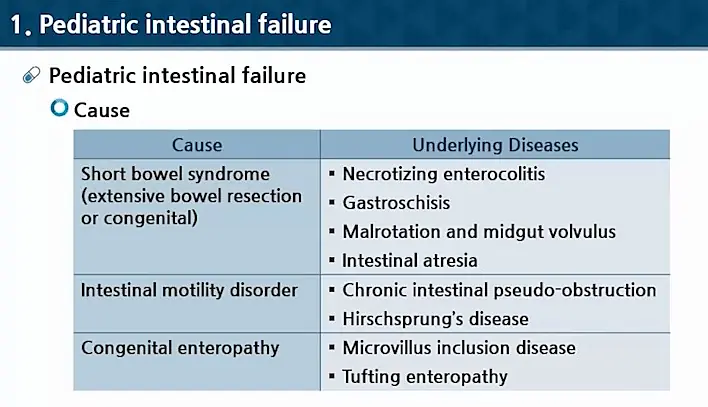 1. Pediatric intestinal failure
Pediatric intestinal failure
Cause
Cause
Underlying Diseases
Short bowel syndrome
(extensive bowel resection
or congenital)
▪ Necrotizing enterocolitis
▪ Gastroschisis
▪ Malrotation and midgut volvulus
▪ Intestinal atresia
Intestinal motility disorder
▪ Chronic intestinal pseudo-obstruction
▪ Hirschsprung's disease
Congenital enteropathy
▪ Microvillus inclusion disease
▪ Tufting enteropathy